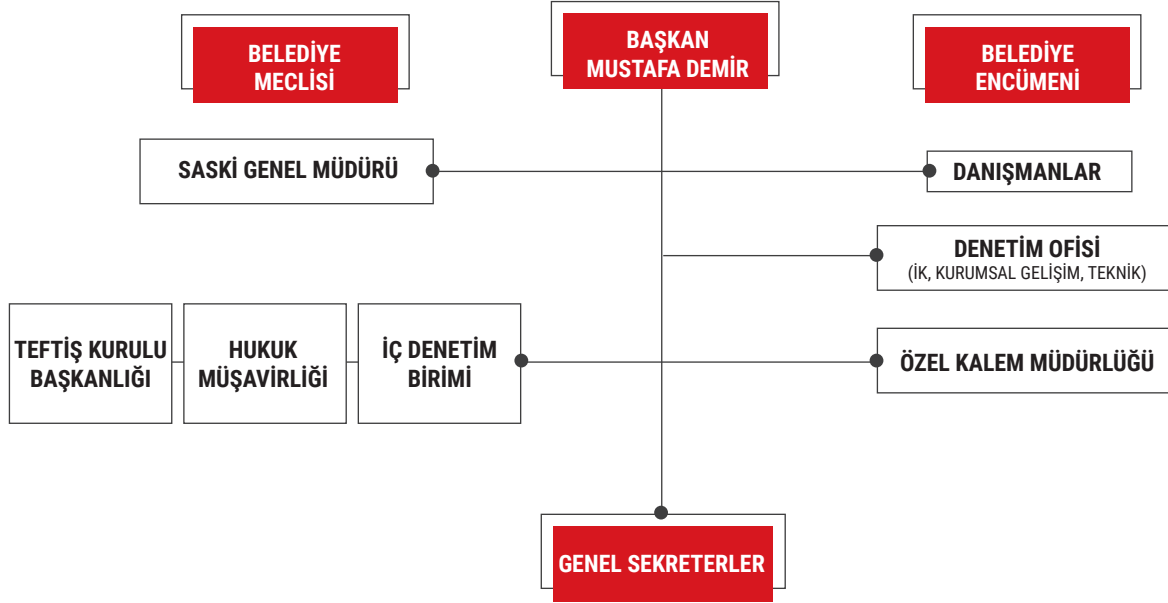 BELEDİYE
MECLİSİ
BAŞKAN
MUSTAFA DEMİR
BELEDİYE
ENCÜMENİ
SASKİ GENEL MÜDÜRÜ
DANIŞMANLAR
DENETİM OFİSİ
(İK, KURUMSAL GELİŞİM, TEKNİK)
TEFTİŞ KURULU
BAŞKANLIĞI
HUKUK
MÜŞAVİRLİĞİ
İÇ DENETİM
BİRİMİ
ÖZEL KALEM MÜDÜRLÜĞÜ
GENEL SEKRETERLER